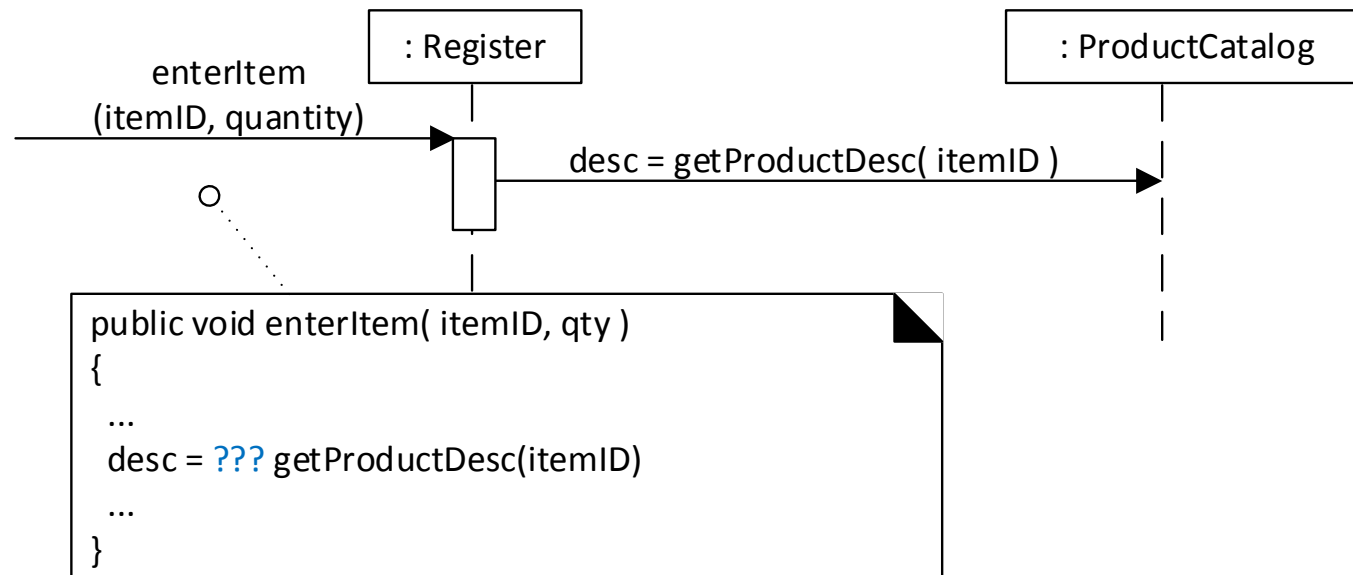 : Register
: ProductCatalog
enterItem
(itemID, quantity)
desc = getProductDesc( itemID )
public void enterItem( itemID, qty )
{
...
desc = ??? getProductDesc(itemID)
...
}